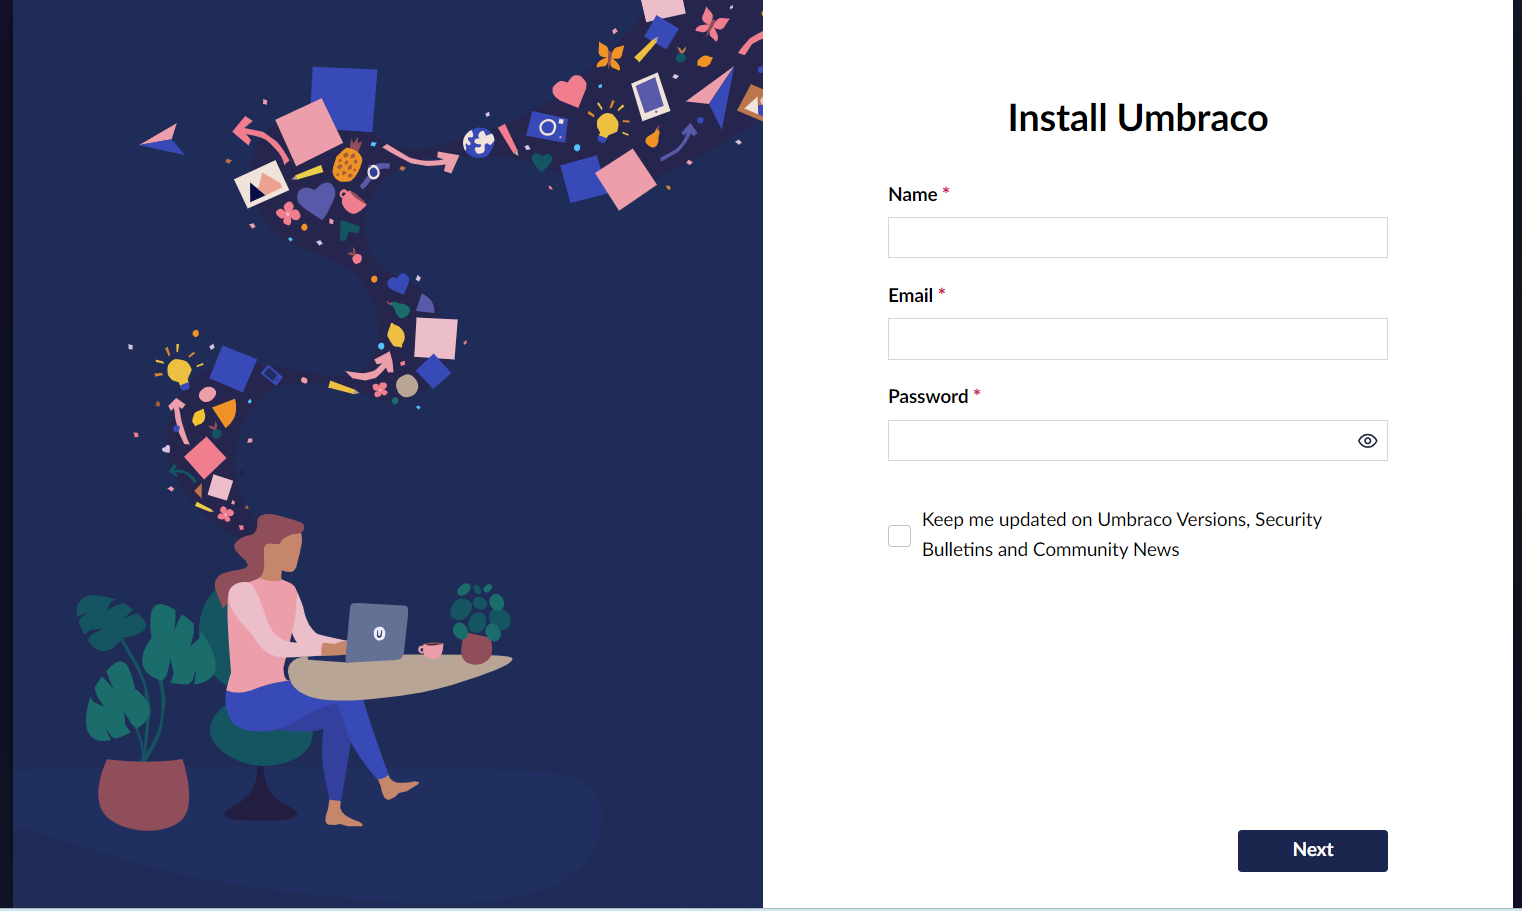 Install Umbraco
Name *
Email *
Password *
Keep me updated on Umbraco Versions, Security
Bulletins and Community News
Next